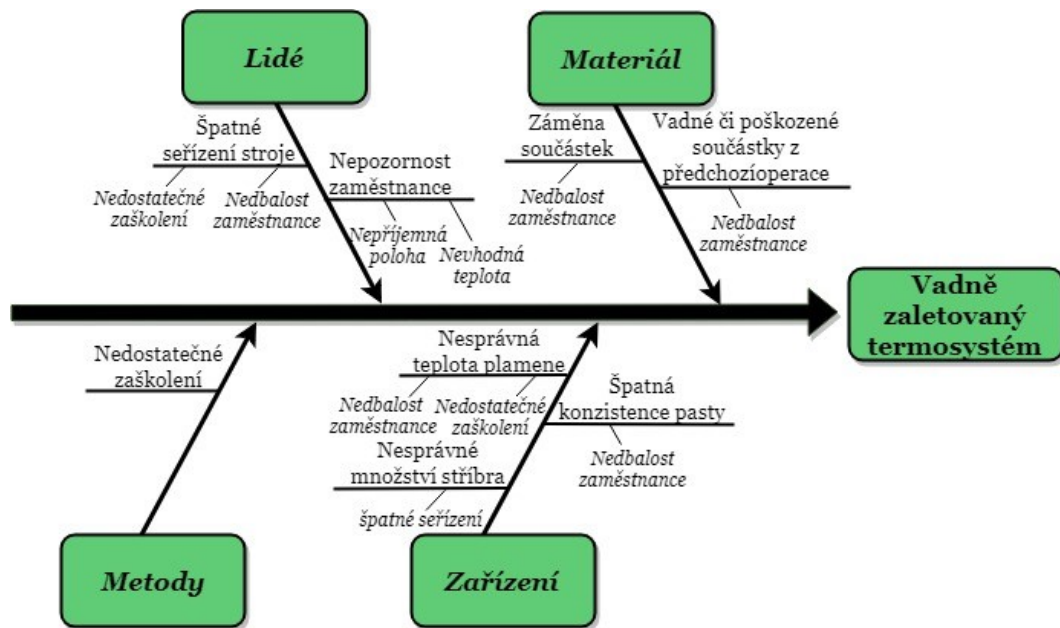 Lidé
Materiál
Špatné
seřízení stroje
Nedostatečné
zaškolení
Nedbalost
zaměstnance
Nepozornost
zaměstnance
Nepříjemná
poloha
Nevhodná
teplota
Záměna
součástek
Nedbalost
zaměstnance
Vadné či poškozené
součástky z
předchozíoperace
Nedbalost
zaměstnance
Vadně
zaletovaný
termosystém
Nedostatečné
zaškolení
Nesprávná
teplota plamene
Nedbalost
zaměstnance
Nedostatečné
zaškolení
Špatná
konzistence pasty
Nedbalost
zaměstnance
Nesprávné
množství stříbra
špatné seřízení
Metody
Zařízení